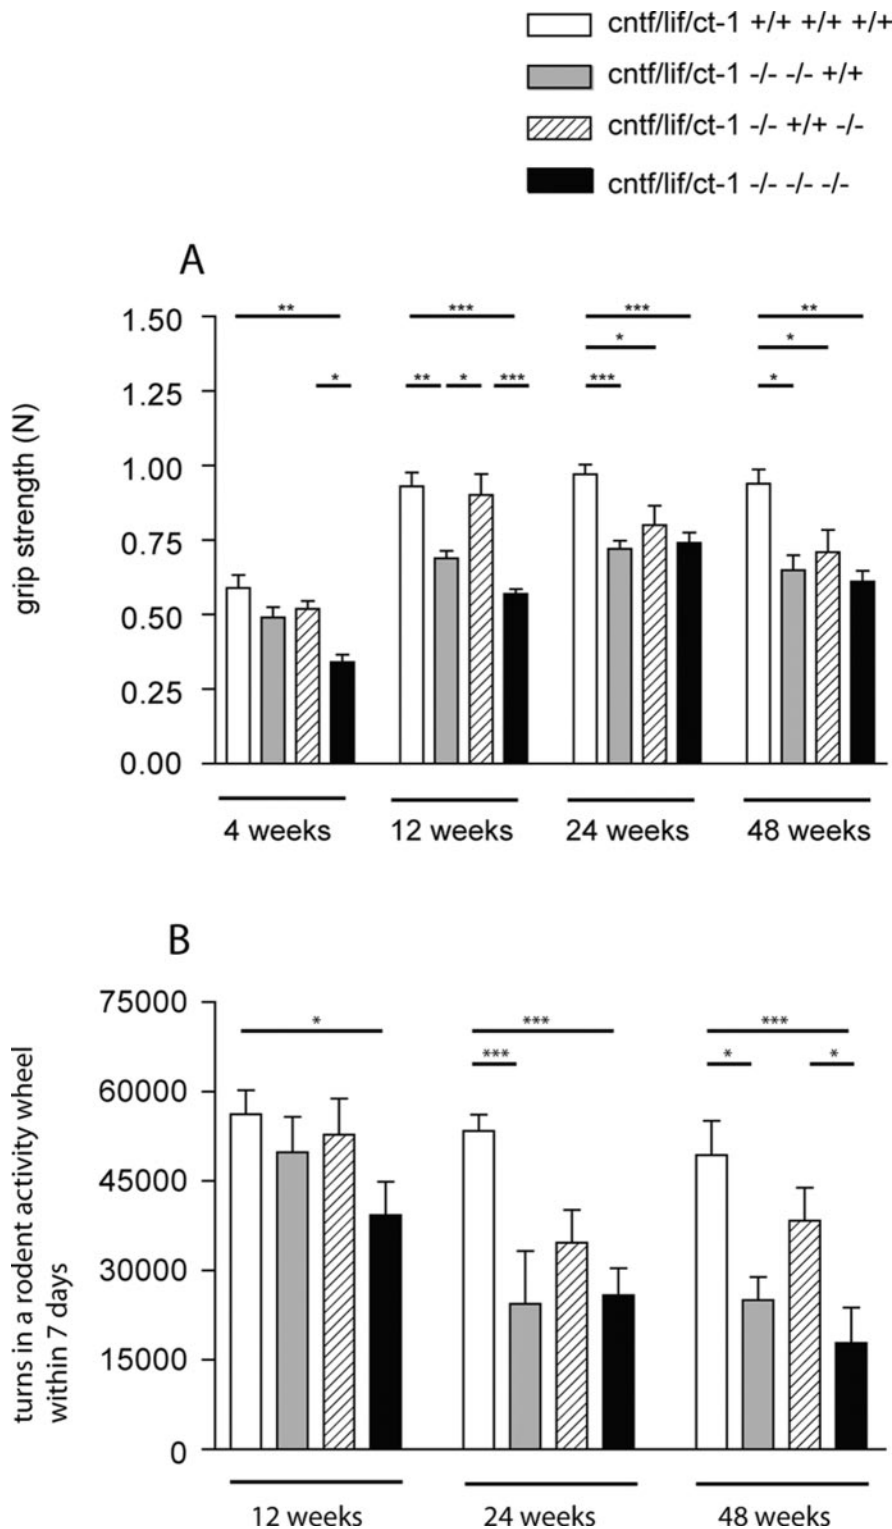 cntf/lif/ct-1 +/+ +/+ +/+
cntf/lif/ct-1 -/- -/- +/+
cntf/lif/ct-1 -/- +/+ -/-
cntf/lif/ct-1 -/- -/- -/-
A
grip strength (N)
1.50
1.25
1.00
0.75
0.50
0.25
0.00
** *** *** **
* *
* ** * *** *** *
4 weeks 12 weeks 24 weeks 48 weeks
B
turns in a rodent activity wheel
within 7 days
75000
60000
45000
30000
15000
0
* *** ***
*** * *
12 weeks 24 weeks 48 weeks